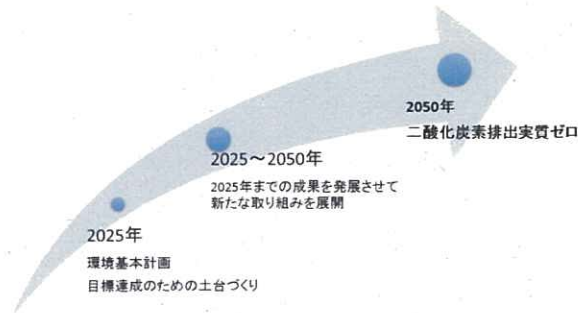 2050年
二酸化炭素排出実質ゼロ
2025～2050年
2025年までの成果を発展させて
新たな取り組みを展開
2025年
環境基本計画
目標達成のための土台づくり